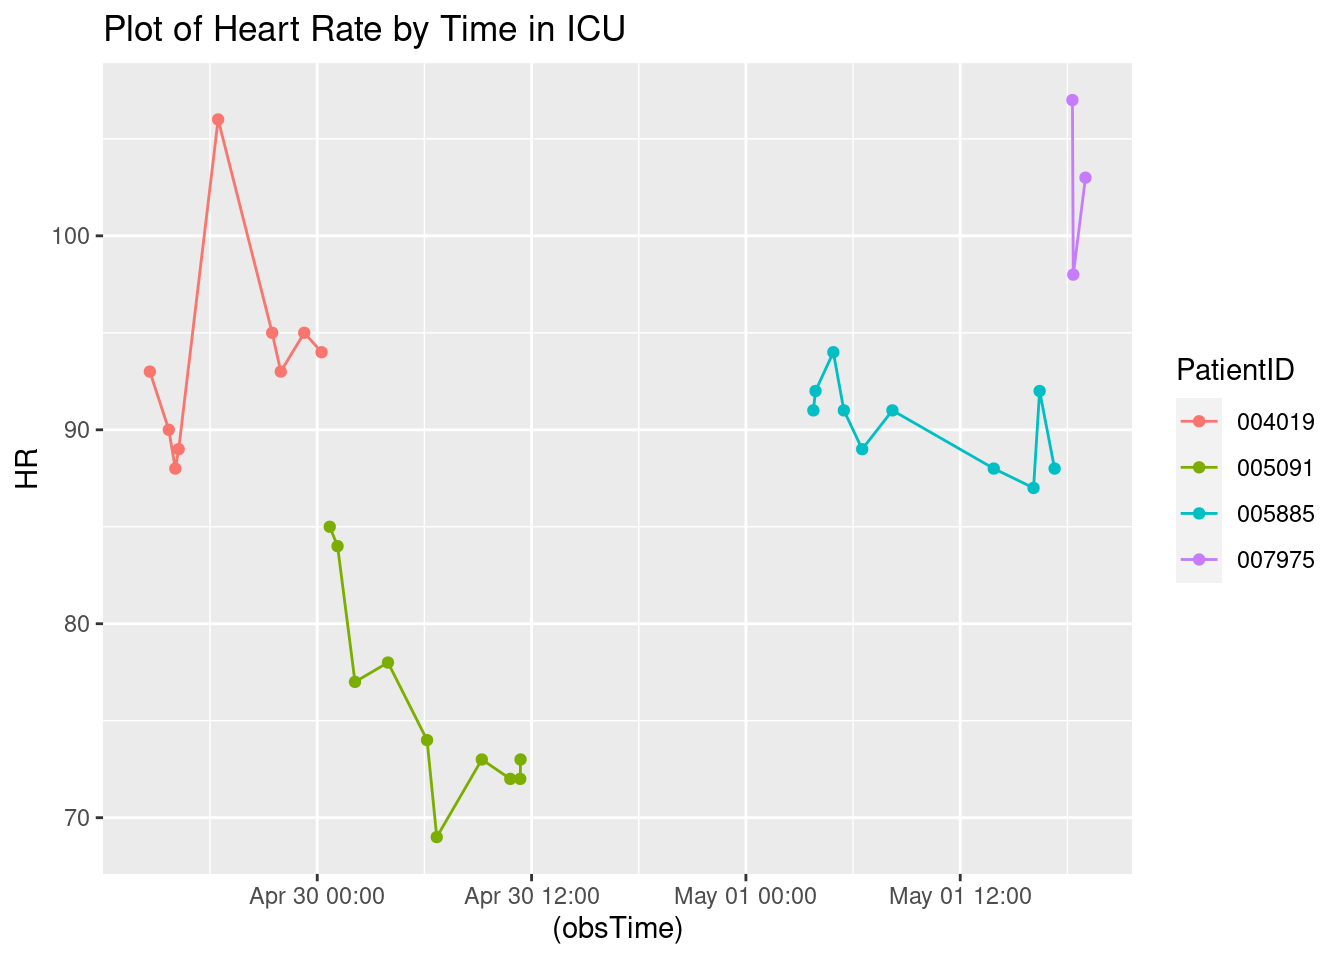 Plot of Heart Rate by Time in ICU
HR
100
90
80
70
Apr 30 00:00
Apr 30 12:00
May 01 00:00
May 01 12:00
(obsTime)
PatientID
004019
005091
005885
007975